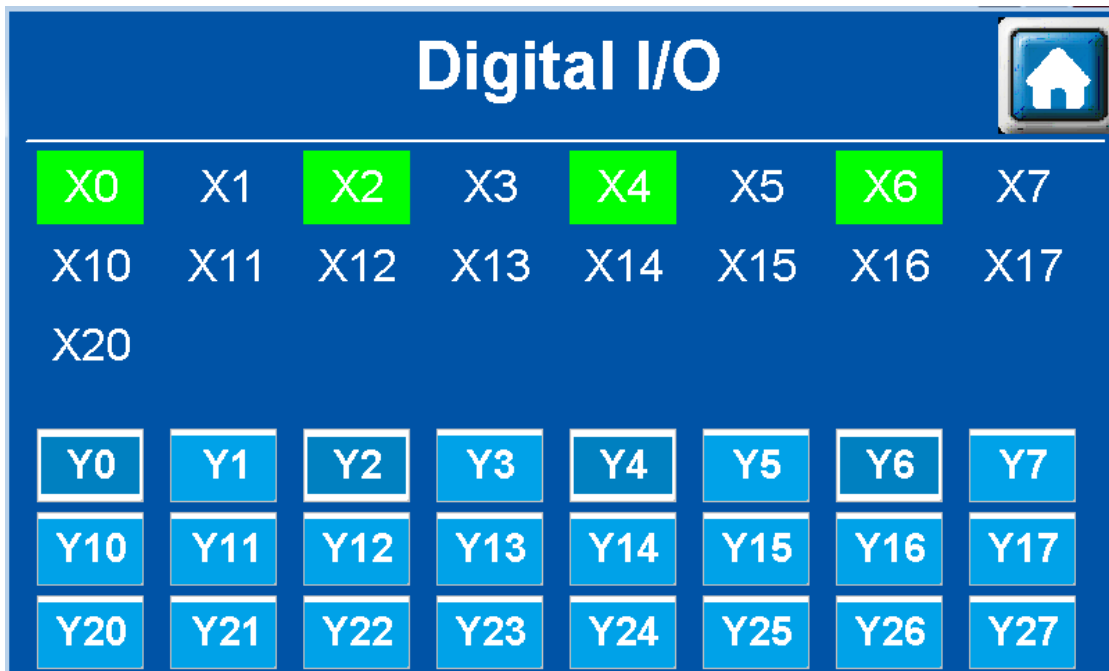 Digital I/O
X0 X1 X2 X3 X4 X5 X6 X7
X10 X11 X12 X13 X14 X15 X16 X17
X20
Y0 Y1 Y2 Y3 Y4 Y5 Y6 Y7
Y10 Y11 Y12 Y13 Y14 Y15 Y16 Y17
Y20 Y21 Y22 Y23 Y24 Y25 Y26 Y27